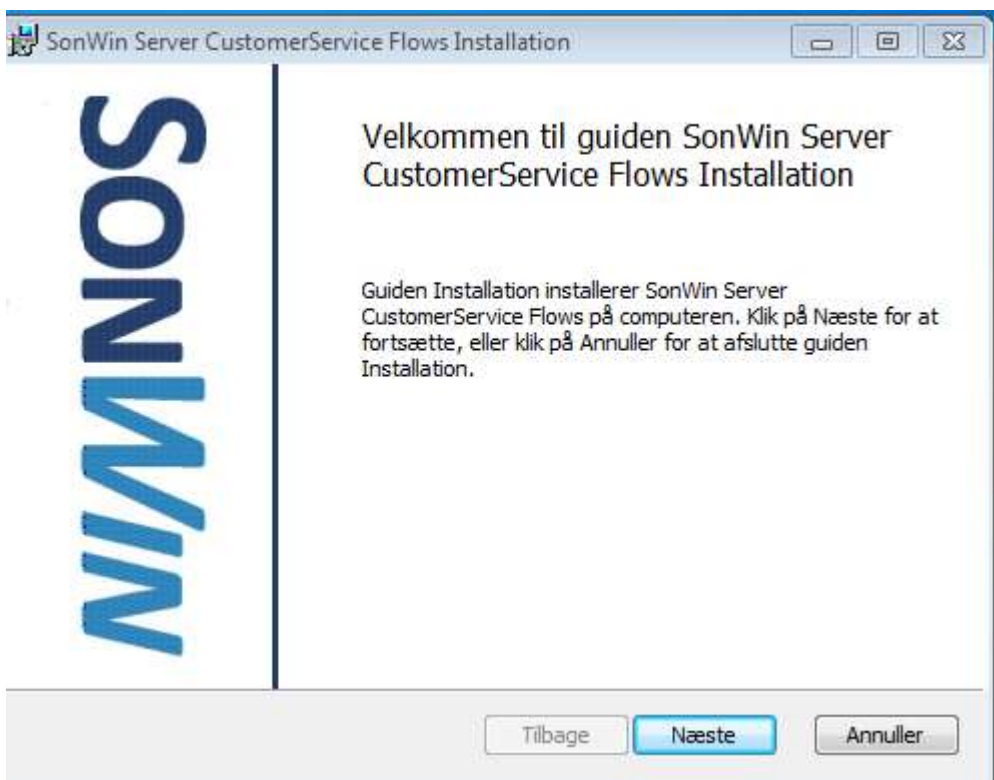 SonWin Server CustomerService Flows Installation
SONWIN
Velkommen til guiden SonWin Server
CustomerService Flows Installation
Guiden Installation installerer SonWin Server
CustomerService Flows på computeren. Klik på Næste for at
fortsætte, eller klik på Annuller for at afslutte guiden
Installation.
Tilbage
Næste
Annuller